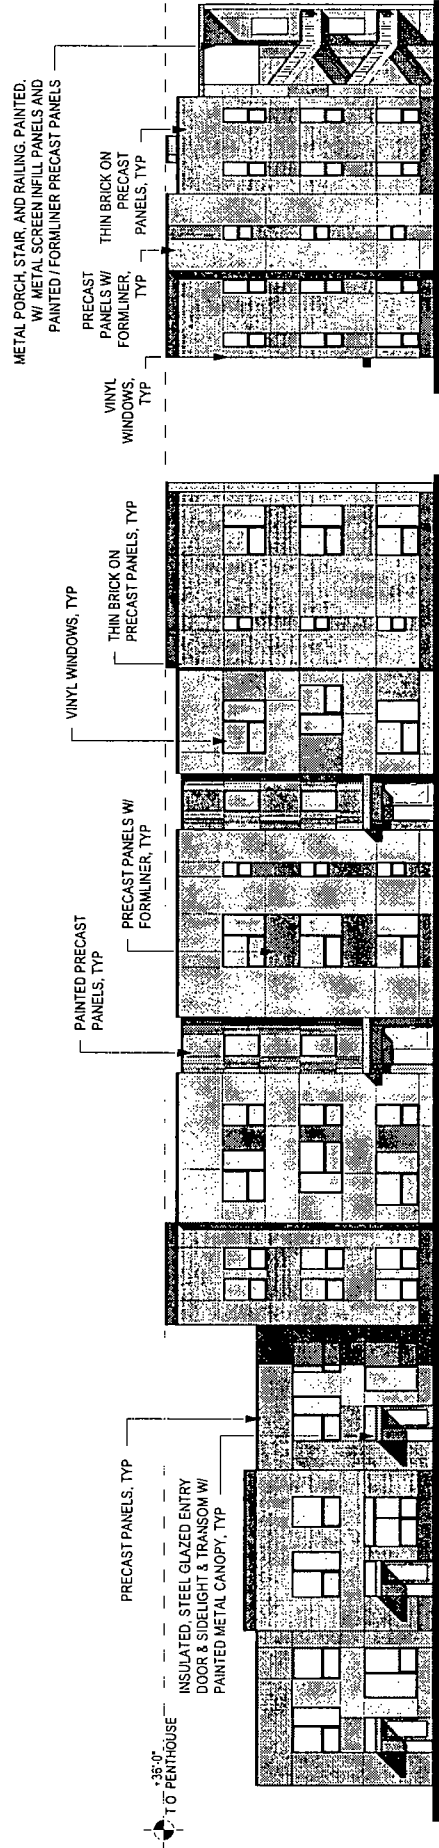 +36'-0"
T O PENTHOUSE
PRECAST PANELS, TYP
INSULATED, STEEL GLAZED ENTRY
DOOR & SIDELIGHT & TRANSOM W/
PAINTED METAL CANOPY, TYP
PAINTED PRECAST
PANELS, TYP
PRECAST PANELS W/
FORMLINER, TYP
VINYL WINDOWS, TYP
THIN BRICK ON
PRECAST PANELS, TYP
VINYL
WINDOWS,
TYP
PRECAST
PANELS W/
FORMLINER,
TYP
THIN BRICK ON
PRECAST
PANELS, TYP
METAL PORCH, STAIR, AND RAILING. PAINTED.
W/ METAL SCREEN INFILL PANELS AND
PAINTED / FORMLINER PRECAST PANELS